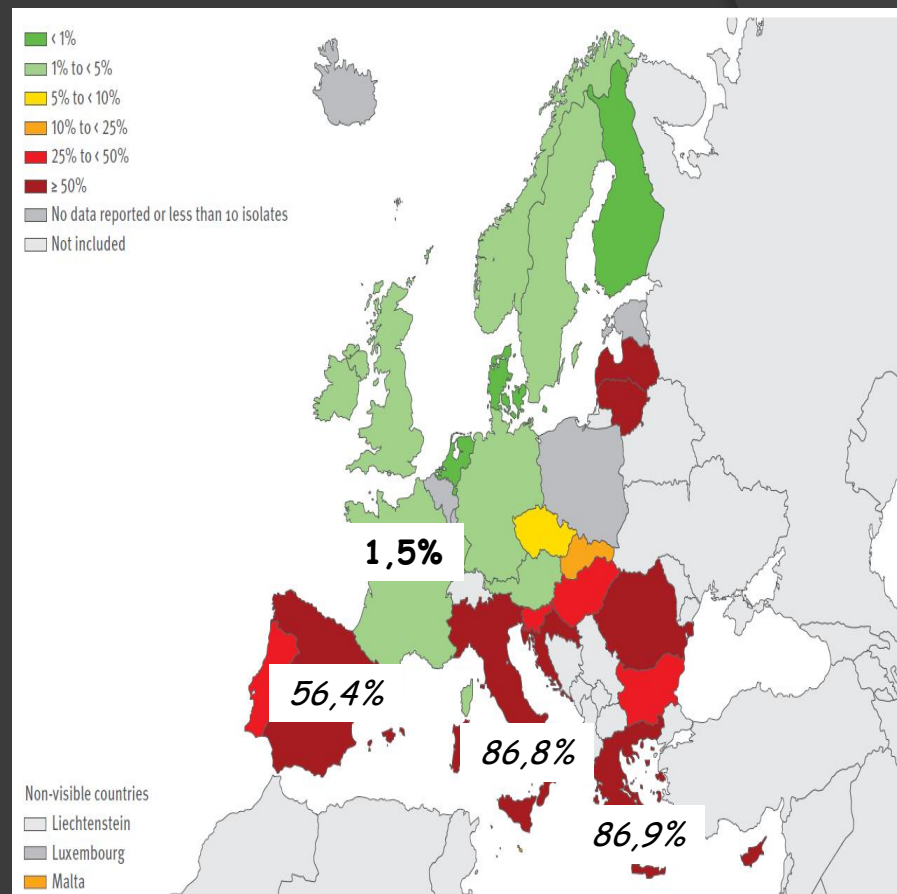 < 1%
1% to < 5%
5% to < 10%
10% to < 25%
25% to < 50%
≥ 50%
No data reported or less than 10 isolates
Not included
1,5%
56,4%
86,8%
86,9%
Non-visible countries
Liechtenstein
Luxembourg
Malta